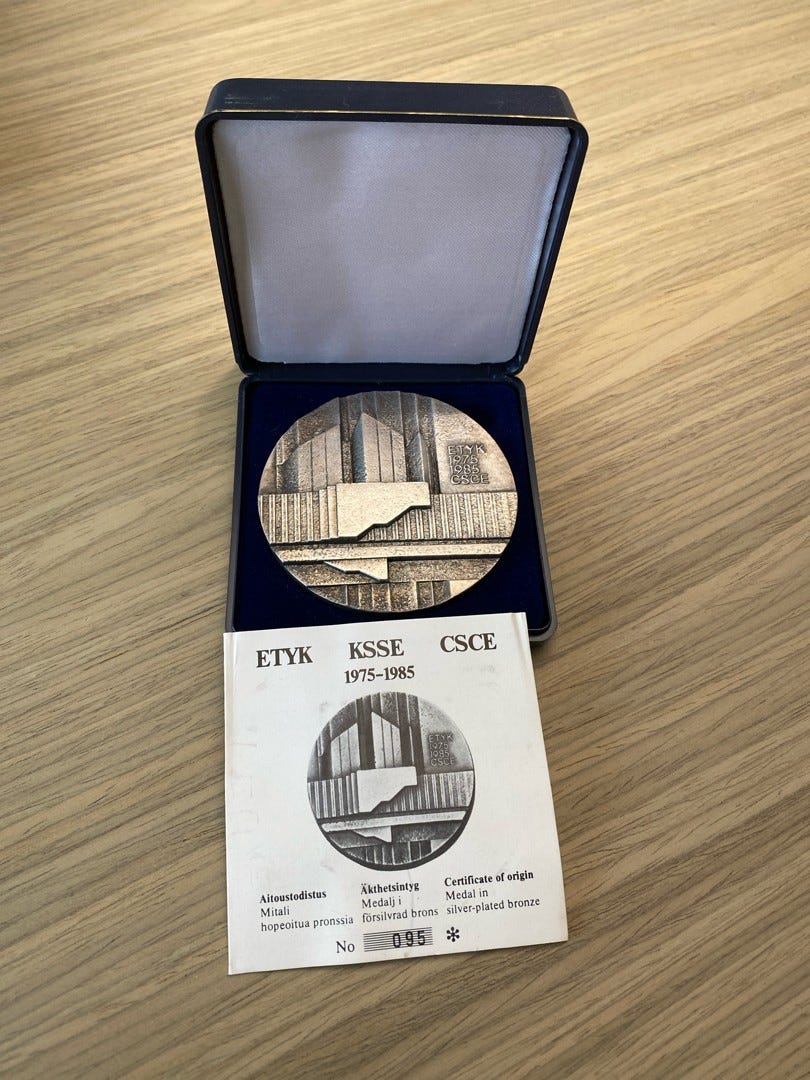 ETYK
1975
1985
CSCE
ETYK KSSE CSCE
1975-1985
ETYK
1975
1985
CSCE
Aitoustodistus
Mitali
hopeoitua pronssia
Äkthetsintyg
Medalj i
försilvrad brons
Certificate of origin
Medal in
silver-plated bronze
No 095 *